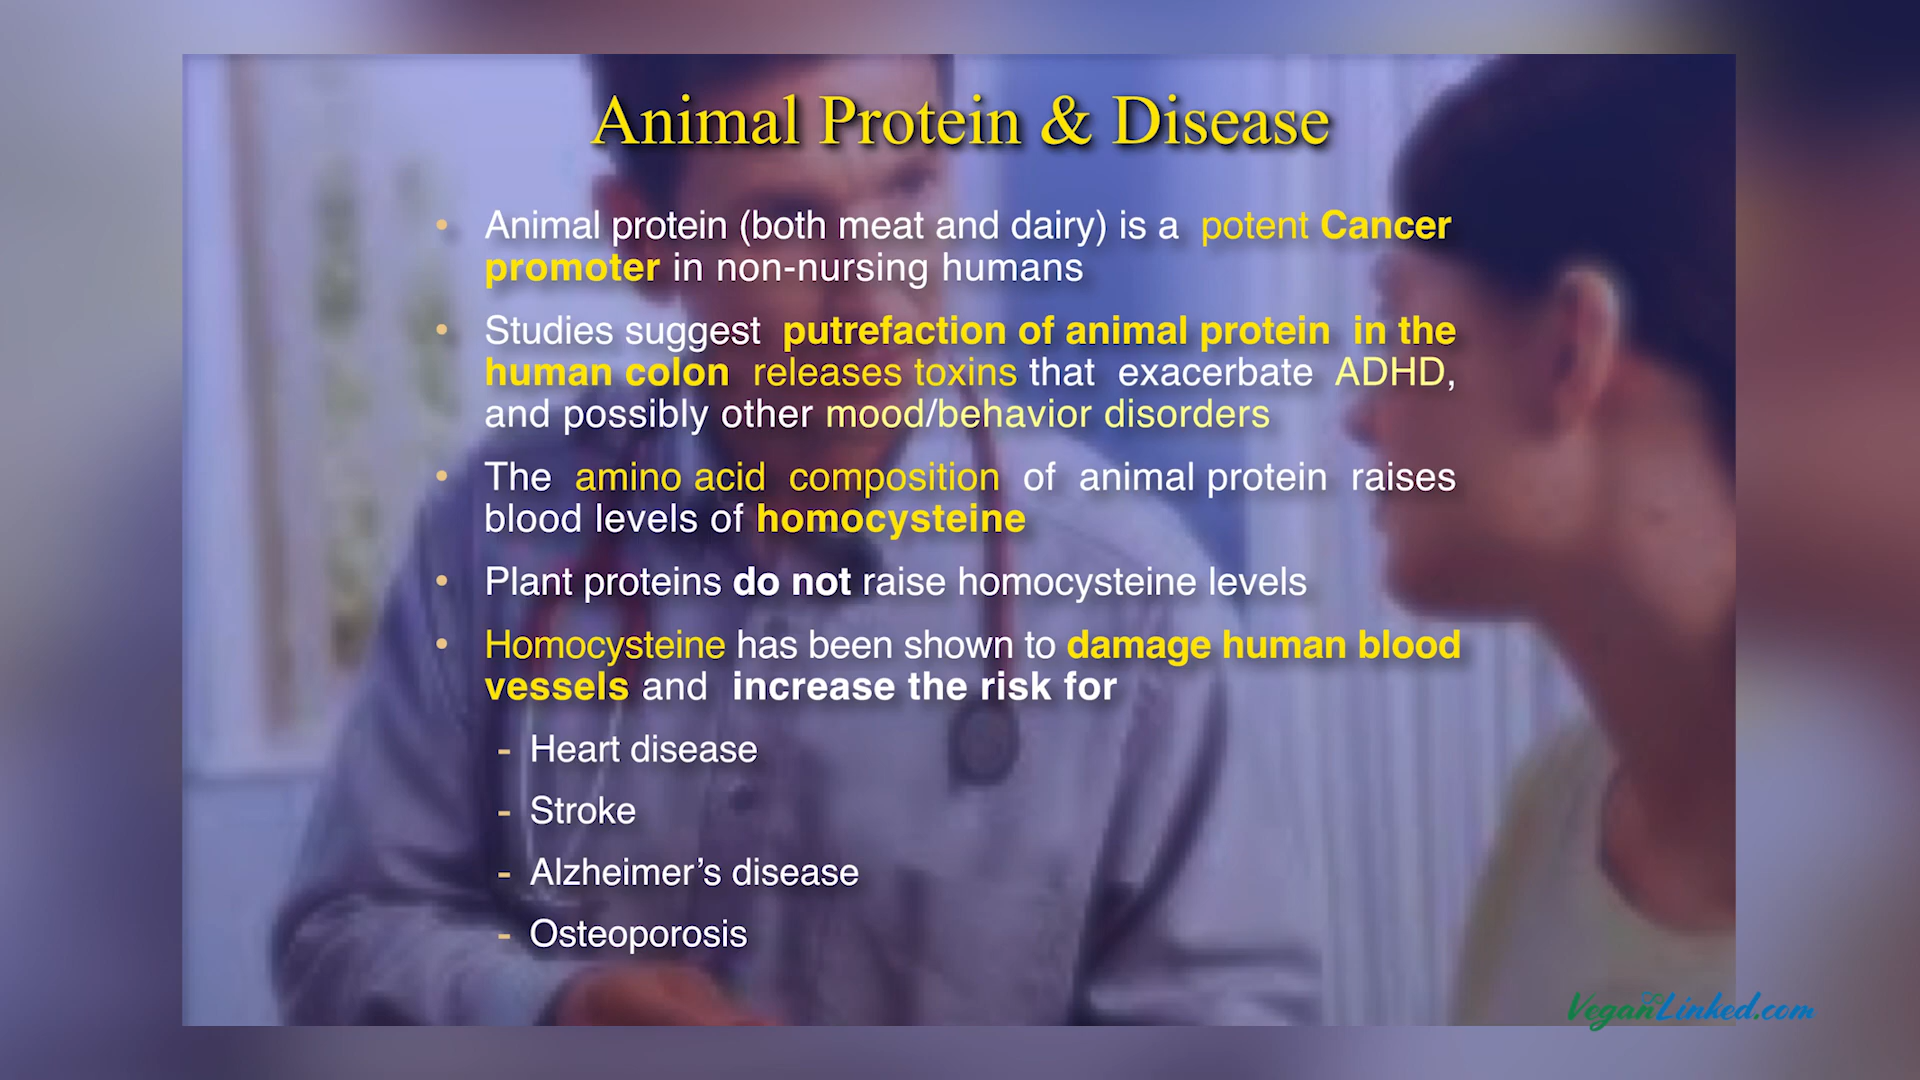 Animal Protein & Disease
• Animal protein (both meat and dairy) is a potent Cancer
promoter in non-nursing humans
• Studies suggest putrefaction of animal protein in the
human colon releases toxins that exacerbate ADHD,
and possibly other mood/behavior disorders
• The amino acid composition of animal protein raises
blood levels of homocysteine
• Plant proteins do not raise homocysteine levels
• Homocysteine has been shown to damage human blood
vessels and increase the risk for
- Heart disease
- Stroke
- Alzheimer’s disease
- Osteoporosis
VeganLinked.com